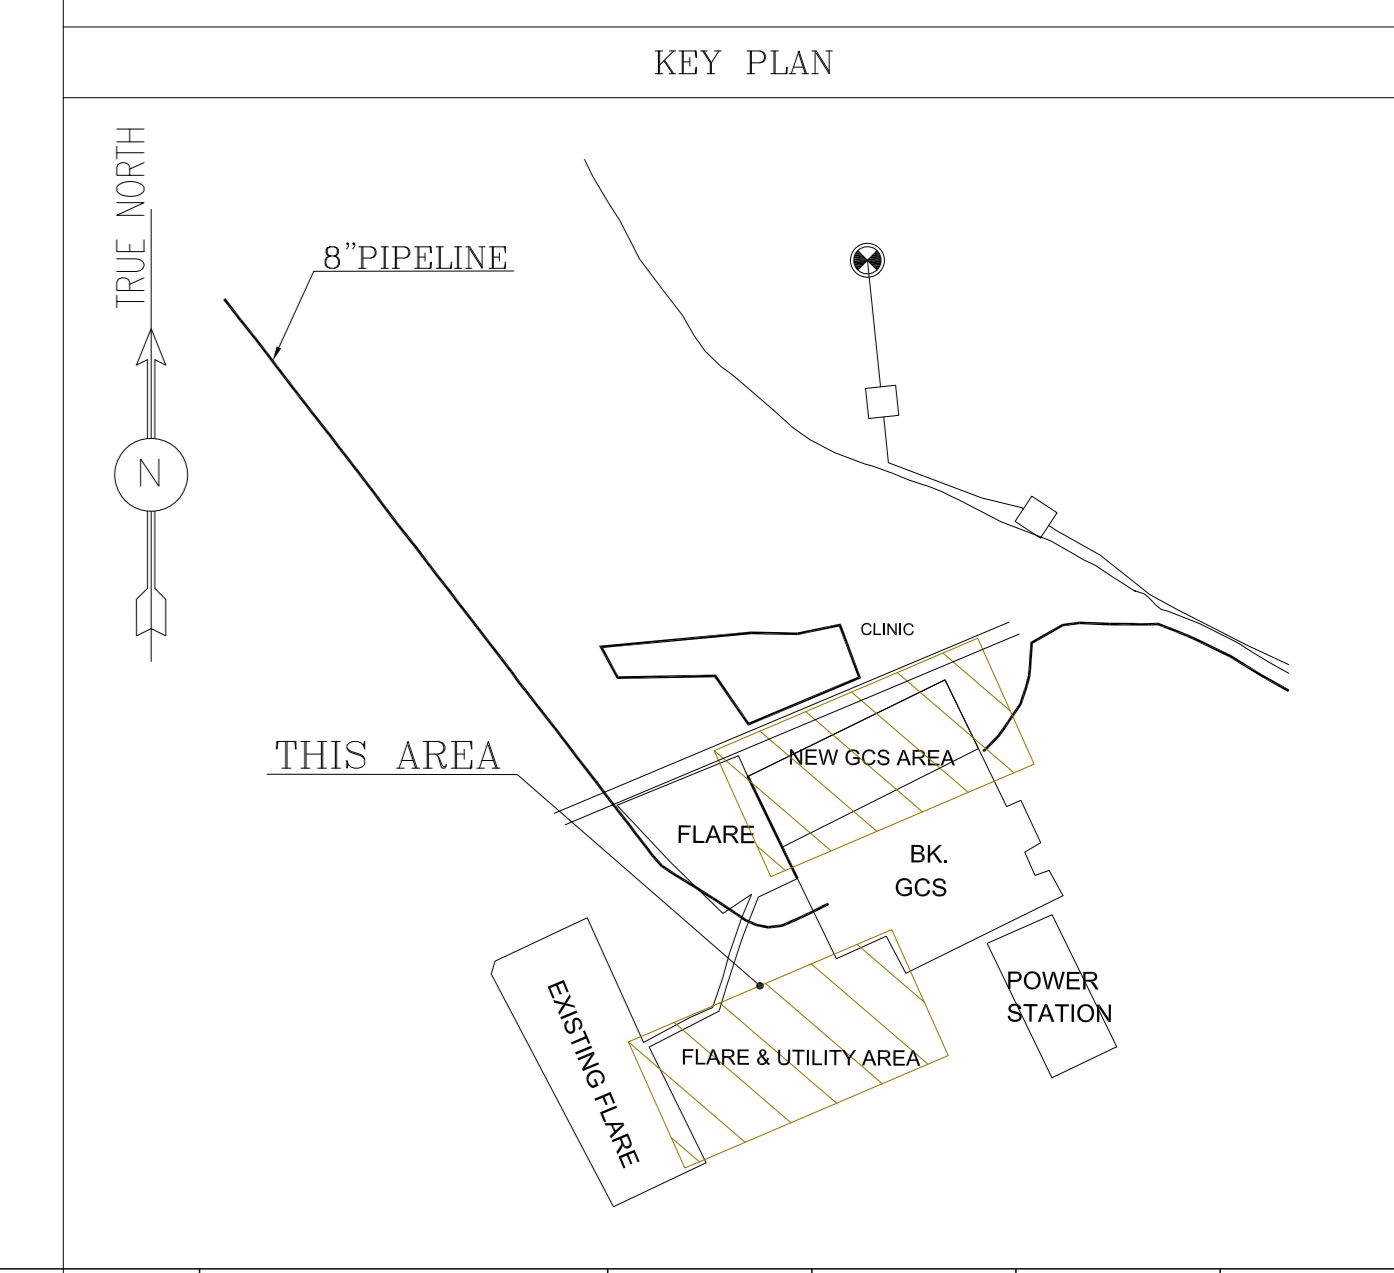 KEY PLAN
TRUE NORTH
8"PIPELINE
N
CLINIC
THIS AREA
NEW GCS AREA
FLARE
BK.
GCS
POWER
STATION
EXISTING FLARE
FLARE & UTILITY AREA